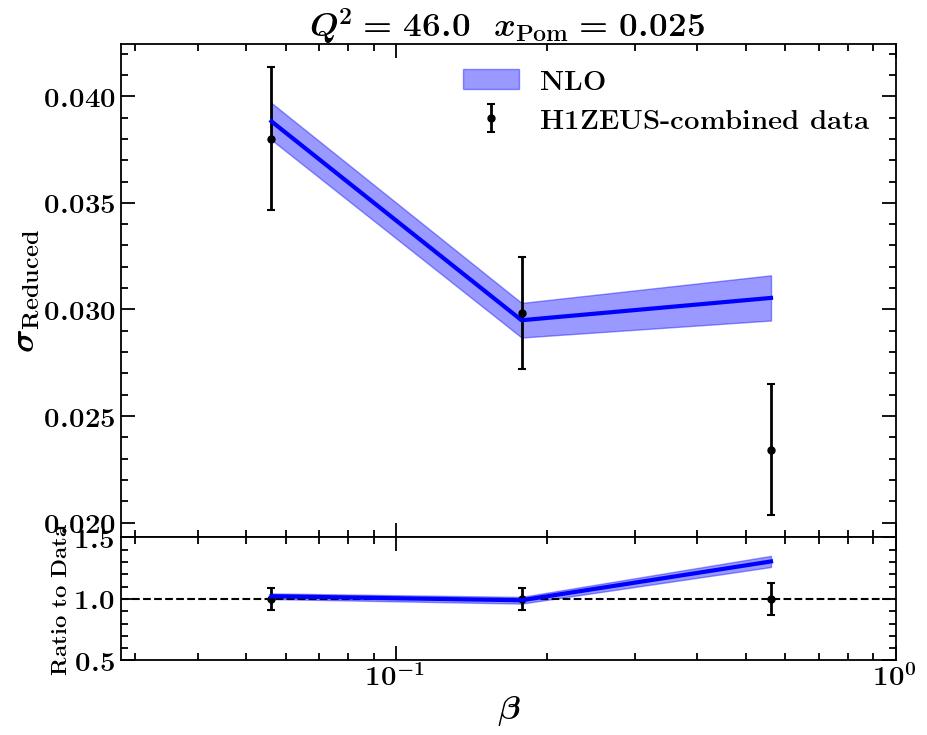 Q² = 46.0 x_Pom = 0.025
NLO
H1ZEUS-combined data
0.040
0.035
0.030
0.025
0.020
σ_Reduced
1.5
1.0
0.5
Ratio to Data
10⁻¹
10⁰
β